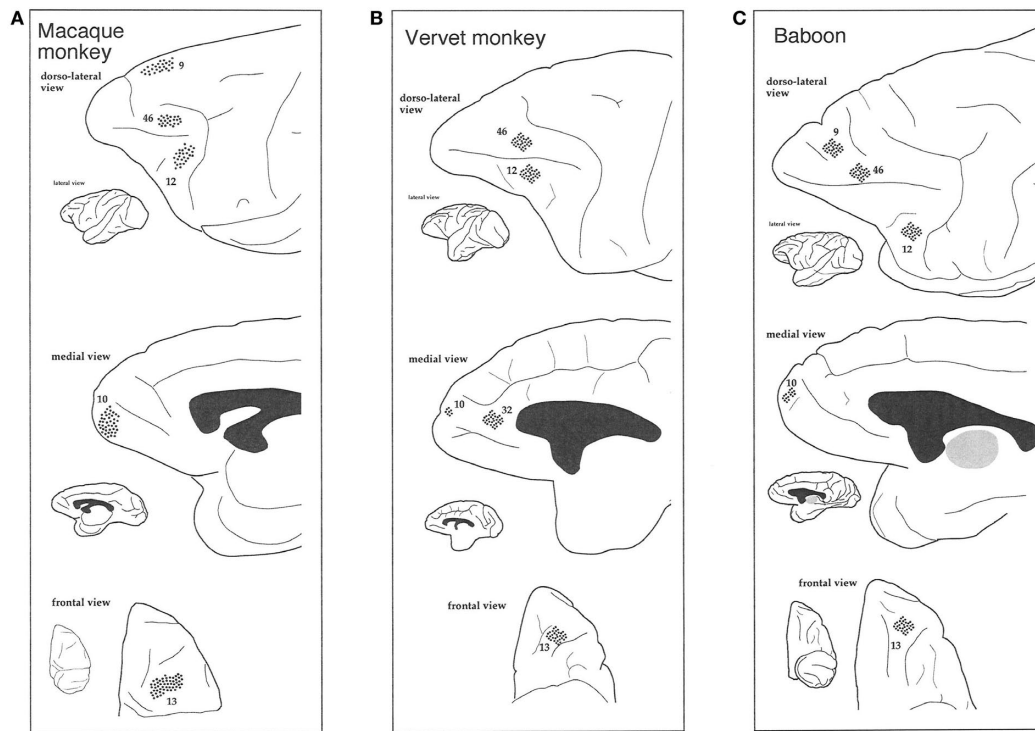 A
Macaque
monkey
dorso-lateral
view
9
46
12
lateral view
medial view
10
frontal view
13
B
Vervet monkey
dorso-lateral
view
46
12
lateral view
medial view
10
32
frontal view
13
C
Baboon
dorso-lateral
view
9
46
12
lateral view
medial view
10
frontal view
13